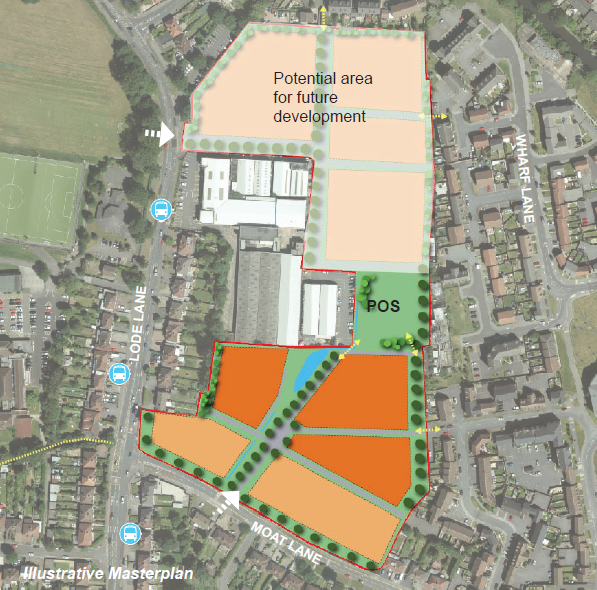 Potential area
for future
development
WHARF LANE
POS
LODE LANE
MOAT LANE
Illustrative Masterplan